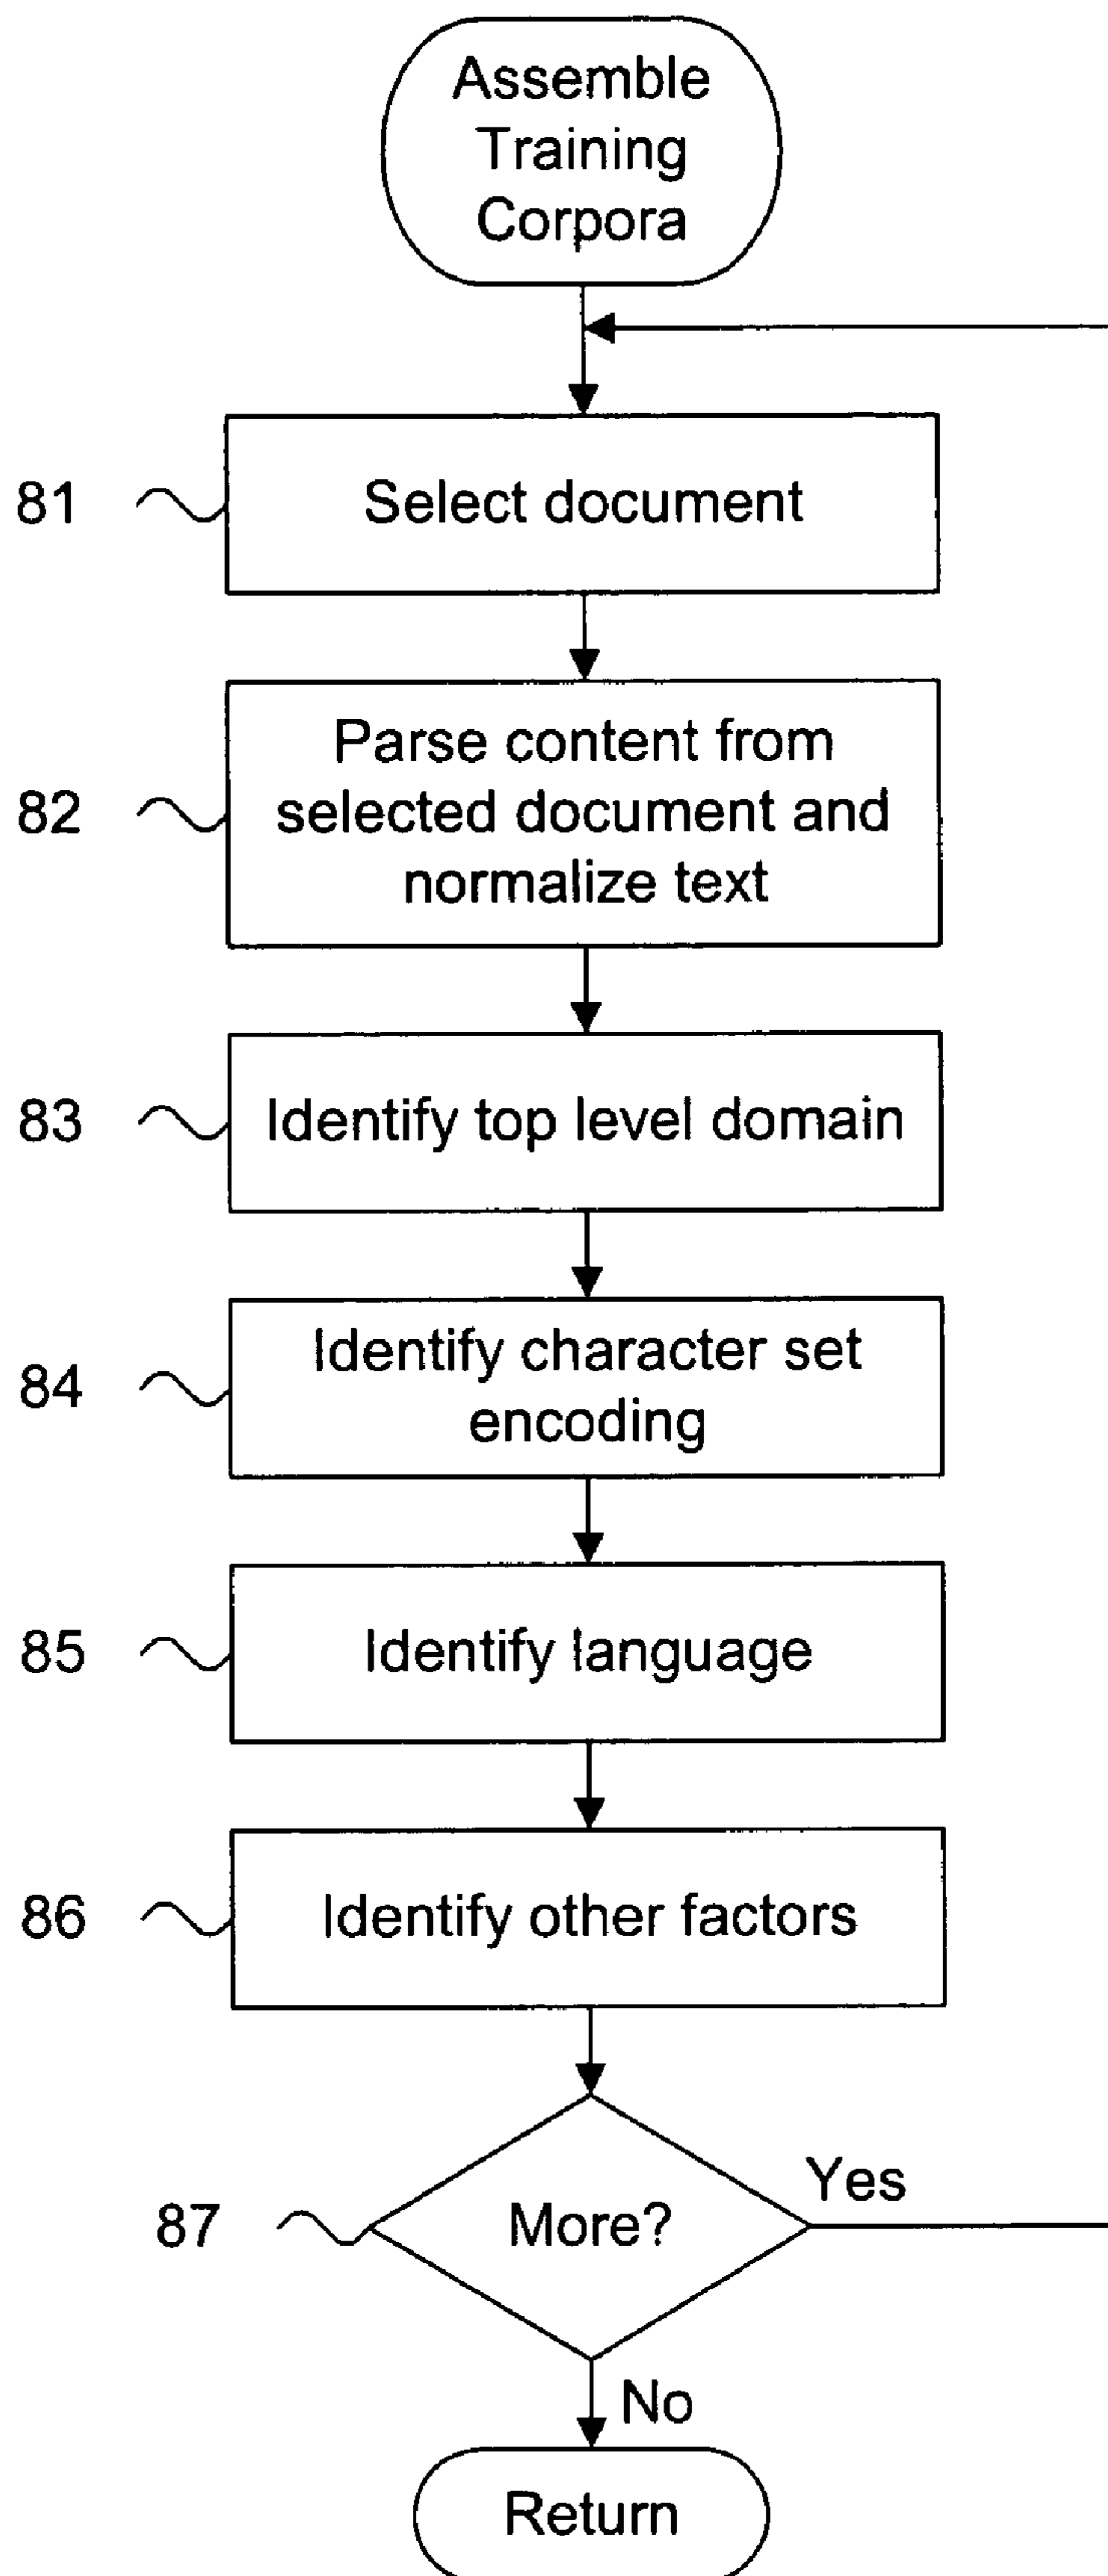 Assemble
Training
Corpora
81
Select document
82
Parse content from
selected document and
normalize text
83
Identify top level domain
84
Identify character set
encoding
85
Identify language
86
Identify other factors
87
More?
Yes
No
Return